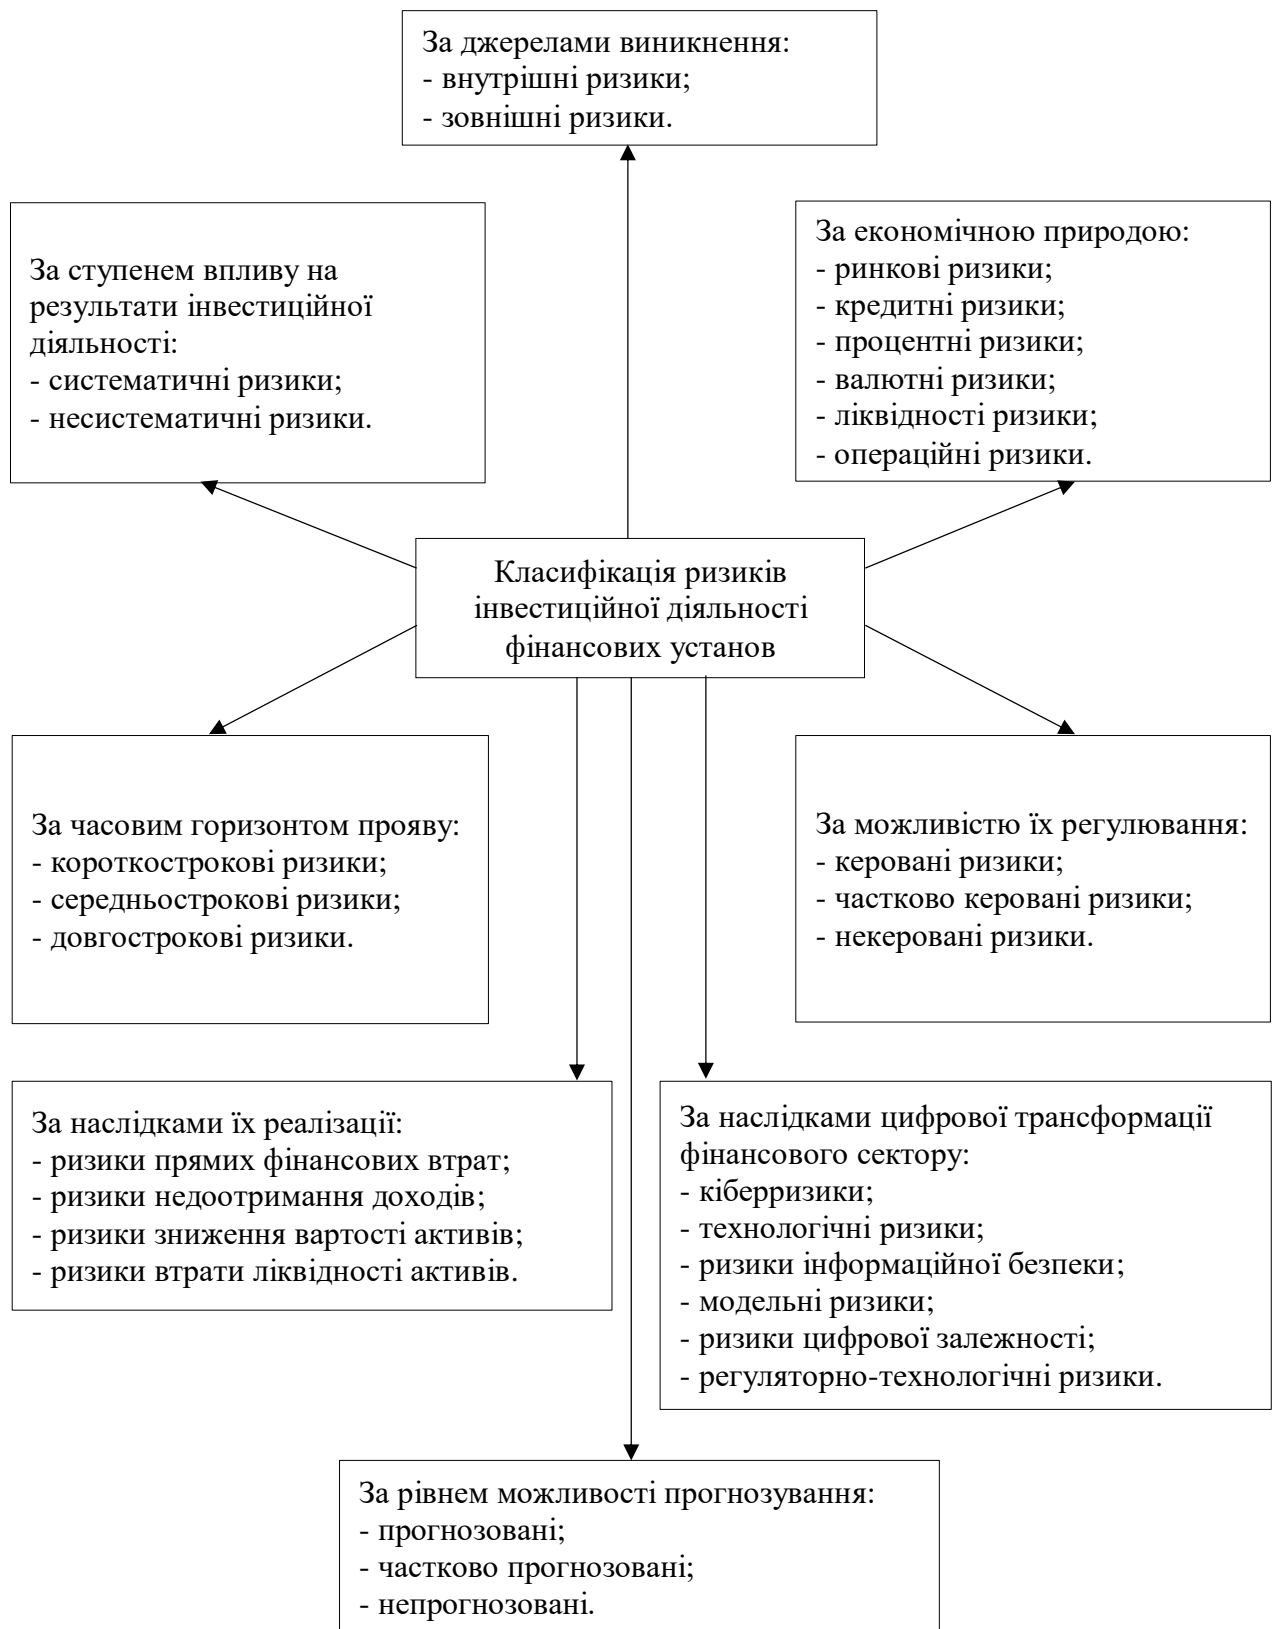 За джерелами виникнення:
- внутрішні ризики;
- зовнішні ризики.
За ступенем впливу на
результати інвестиційної
діяльності:
- систематичні ризики;
- несистематичні ризики.
За економічною природою:
- ринкові ризики;
- кредитні ризики;
- процентні ризики;
- валютні ризики;
- ліквідності ризики;
- операційні ризики.
Класифікація ризиків
інвестиційної діяльності
фінансових установ
За часовим горизонтом прояву:
- короткострокові ризики;
- середньострокові ризики;
- довгострокові ризики.
За можливістю їх регулювання:
- керовані ризики;
- частково керовані ризики;
- некеровані ризики.
За наслідками їх реалізації:
- ризики прямих фінансових втрат;
- ризики недоотримання доходів;
- ризики зниження вартості активів;
- ризики втрати ліквідності активів.
За наслідками цифрової трансформації
фінансового сектору:
- кіберризики;
- технологічні ризики;
- ризики інформаційної безпеки;
- модельні ризики;
- ризики цифрової залежності;
- регуляторно-технологічні ризики.
За рівнем можливості прогнозування:
- прогнозовані;
- частково прогнозовані;
- непрогнозовані.